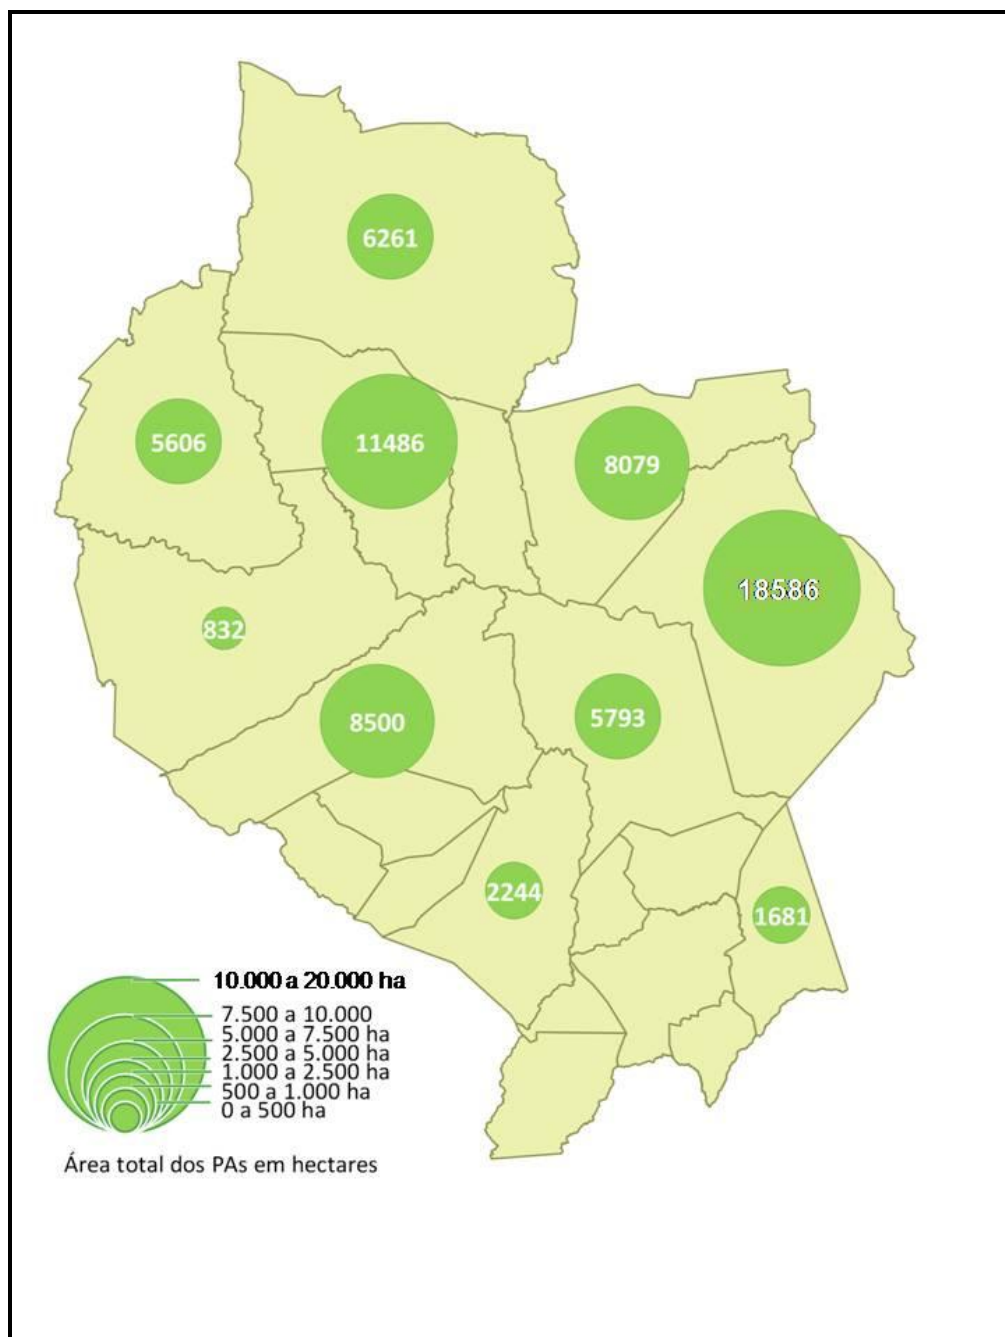 6261
5606
11486
8079
18586
832
8500
5793
2244
1681
10.000 a 20.000 ha
7.500 a 10.000
5.000 a 7.500 ha
2.500 a 5.000 ha
1.000 a 2.500 ha
500 a 1.000 ha
0 a 500 ha
Área total dos PAs em hectares